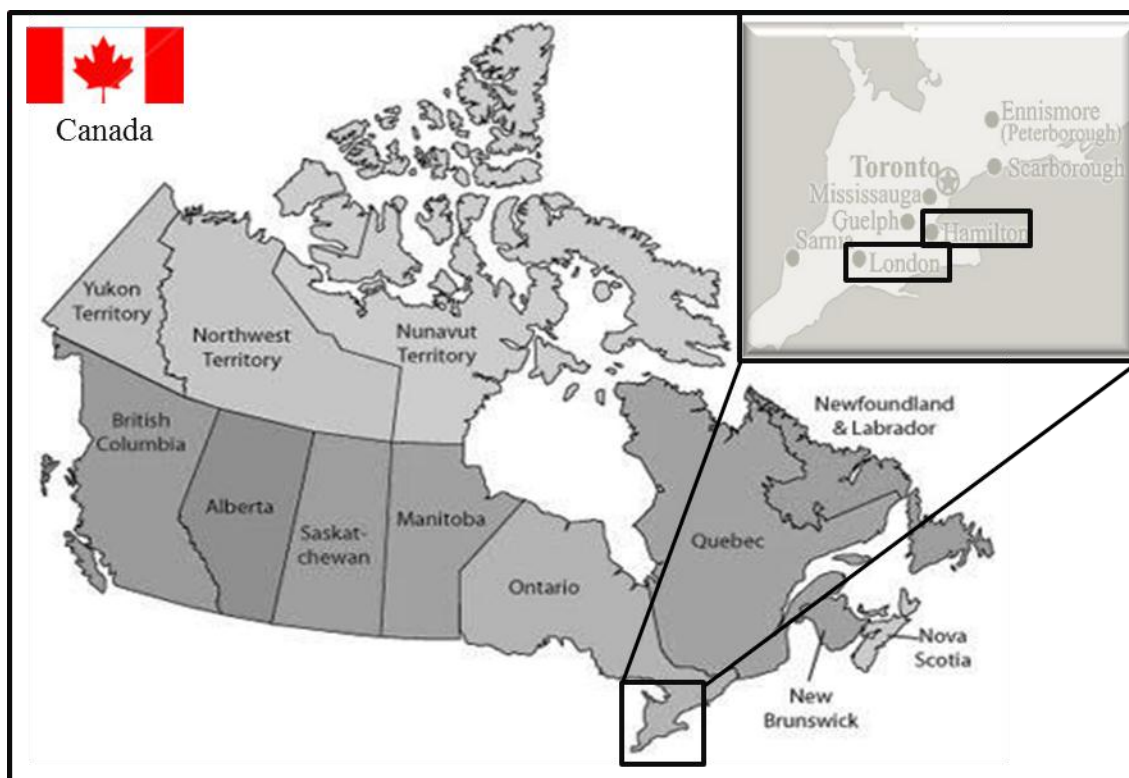 Canada
Ennismore
(Peterborough)
Toronto
Scarborough
Mississauga
Guelph
Hamilton
Sarnia
London
Yukon
Territory
Northwest
Territory
Nunavut
Territory
British
Columbia
Alberta
Saskat-
chewan
Manitoba
Ontario
Quebec
Newfoundland
& Labrador
Nova
Scotia
New
Brunswick